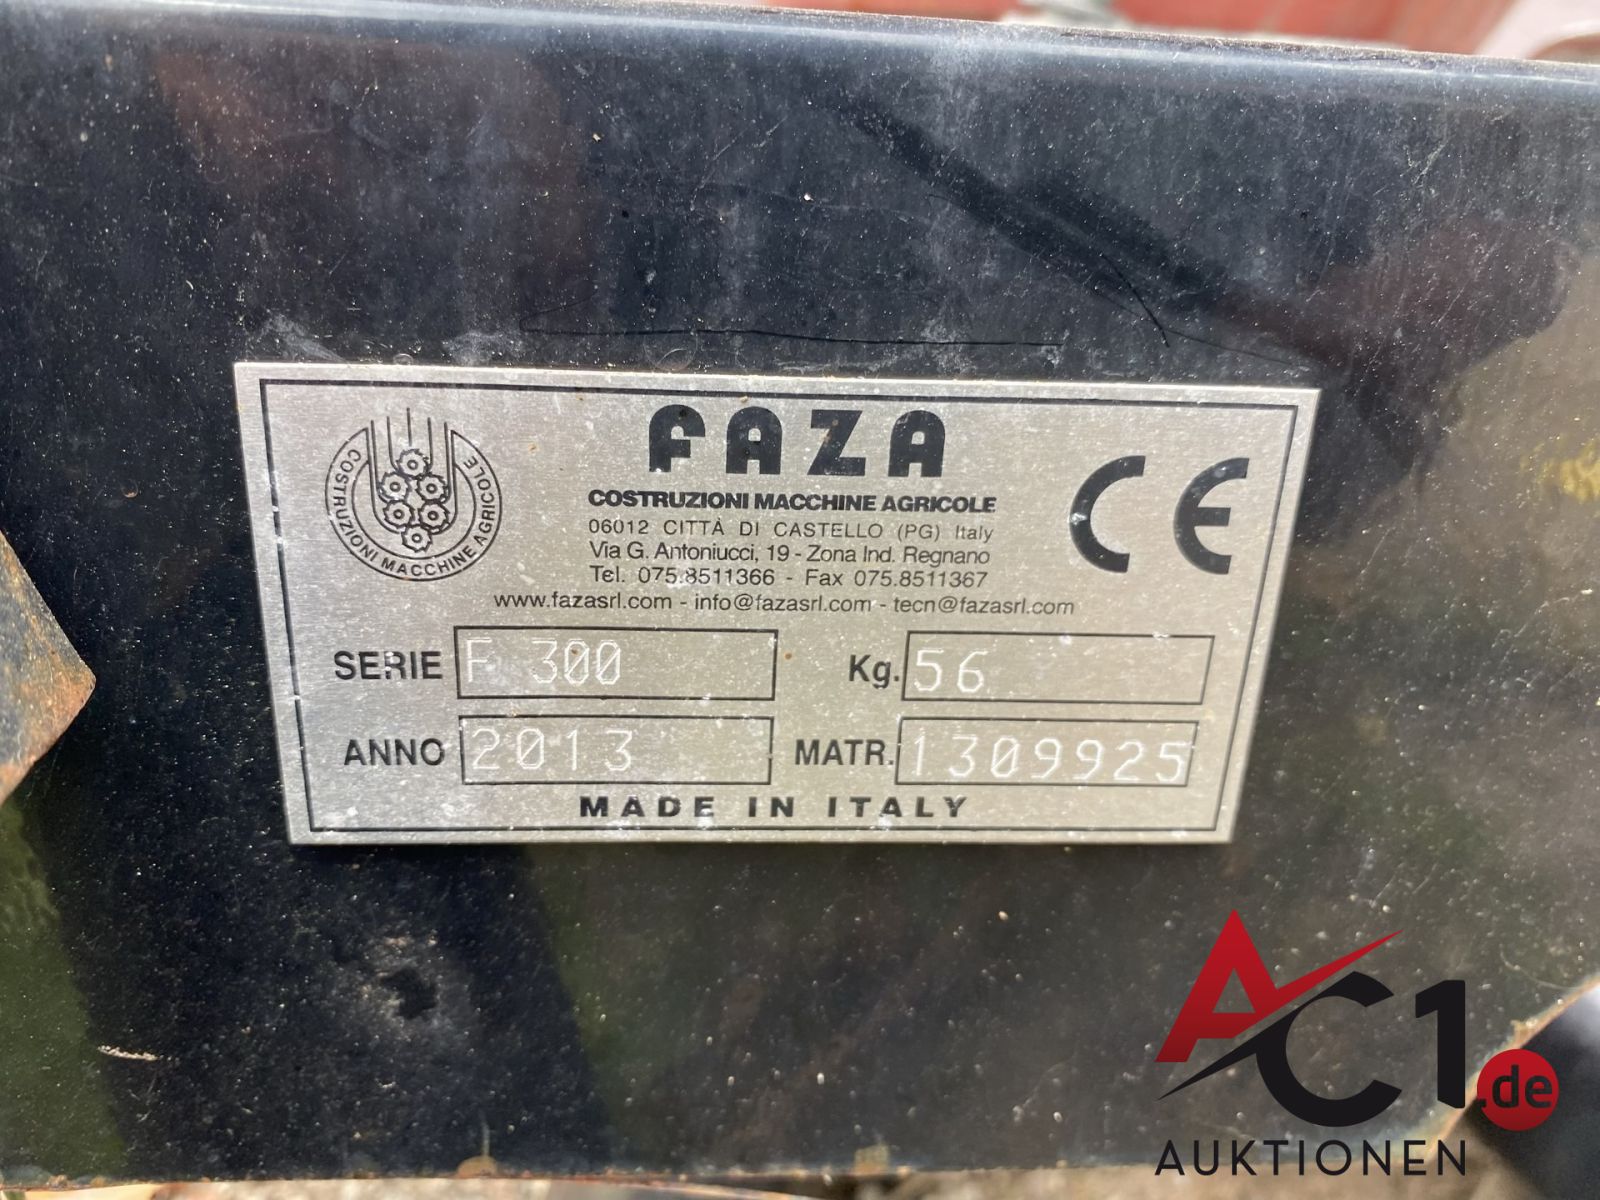 FAZA
COSTRUZIONI MACCHINE AGRICOLE
COSTRUZIONI MACCHINE AGRICOLE
06012 CITTÀ DI CASTELLO (PG) Italy
Via G. Antoniucci, 19 - Zona Ind. Regnano
Tel. 075.8511366 - Fax 075.8511367
www.fazasrl.com - info@fazasrl.com - tecn@fazasrl.com
CE
SERIE F 300 Kg. 56
ANNO 2013 MATR. 1309925
MADE IN ITALY
AC1.de
AUKTIONEN